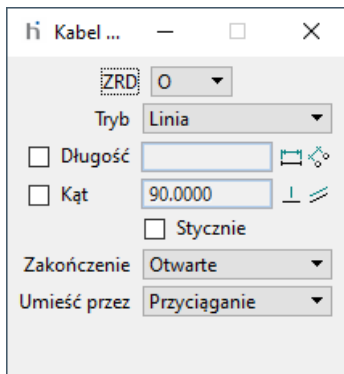 Kabel ...
ZRD O
Tryb Linia
Długość
Kąt 90.0000
Stycznie
Zakończenie Otwarte
Umieść przez Przyciąganie